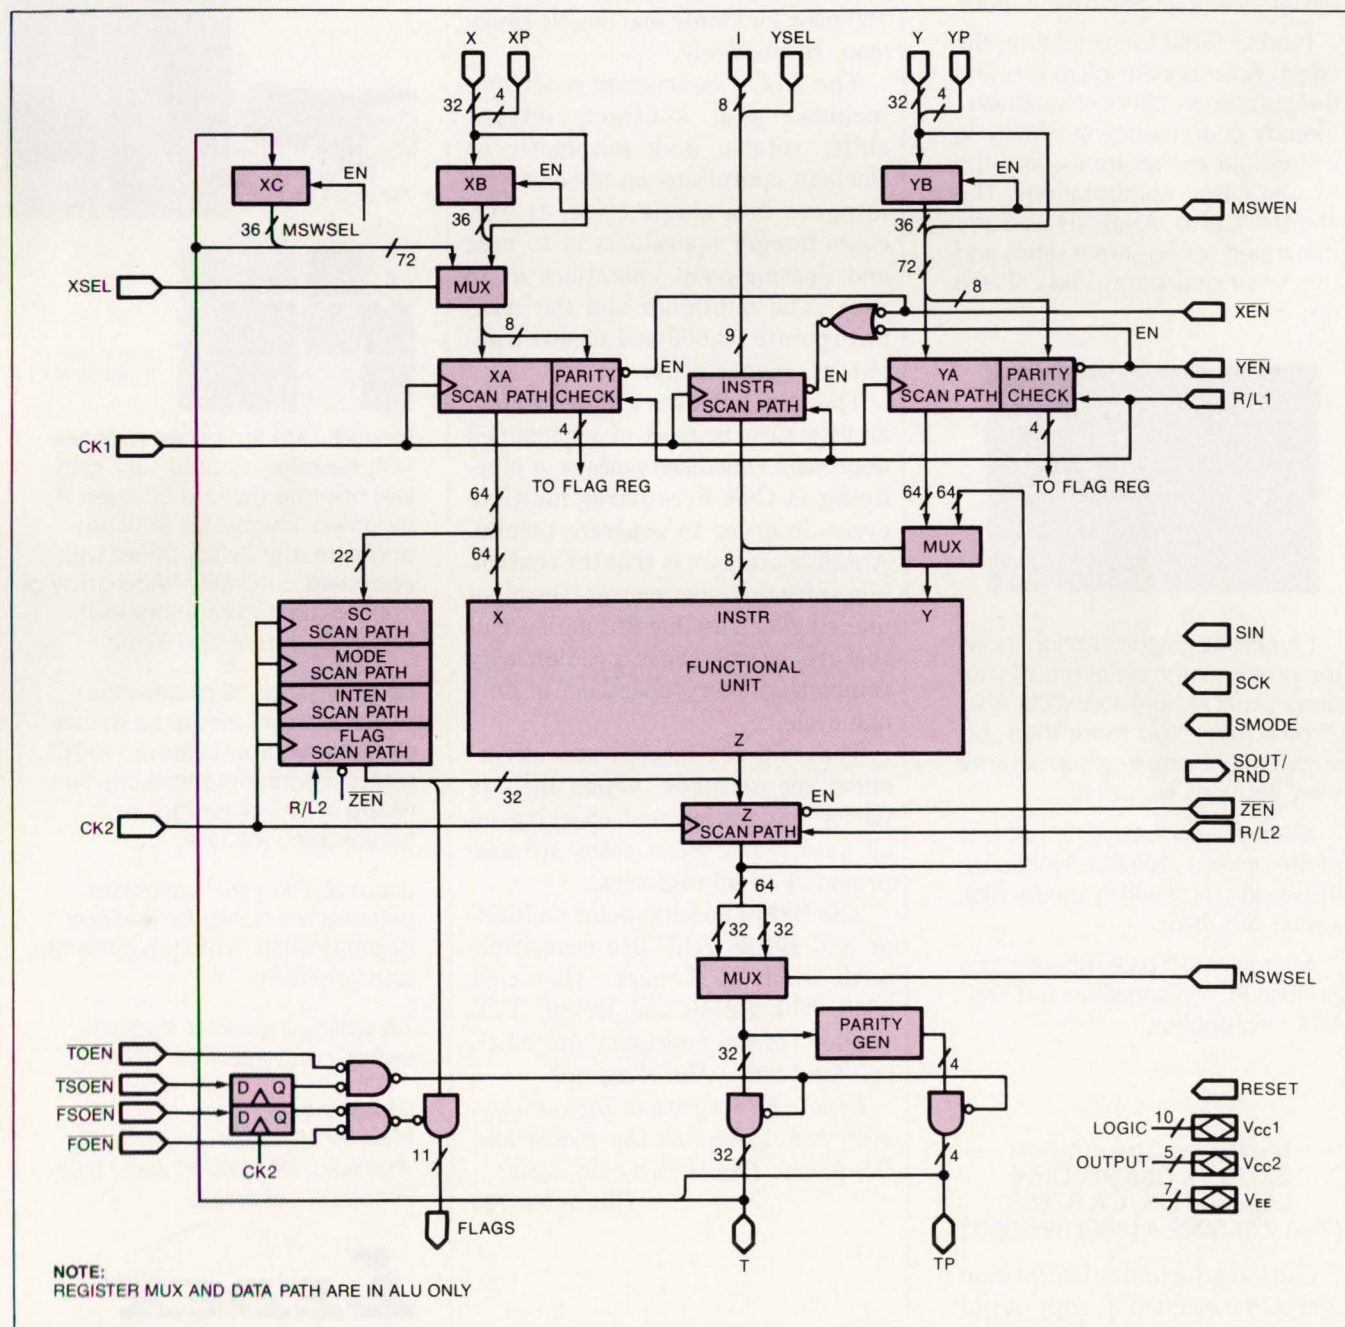 X XP I YSEL Y YP
32 4 8 32 4
XC EN XB EN YB EN
MSWEN
36 MSWSEL 36 36
72 72
XSEL MUX 8 8
XEN
9 EN
XA SCAN PATH PARITY CHECK EN INSTR SCAN PATH YA SCAN PATH PARITY CHECK YEN
R/L1
CK1 4 4
TO FLAG REG TO FLAG REG
64 64 64
22 64 8 MUX
SC SCAN PATH X INSTR Y
MODE SCAN PATH FUNCTIONAL UNIT
INTEN SCAN PATH
FLAG SCAN PATH Z
SIN
SCK
SMODE
SOUT/
RND
R/L2 ZEN 32 EN ZEN
CK2 Z SCAN PATH R/L2
64
32 32
MUX MSWSEL
PARITY GEN
32 4
TOEN
TSOEN D Q
FSOEN D Q
FOEN
CK2 11 32 4
RESET
LOGIC 10 Vcc1
OUTPUT 5 Vcc2
7 VEE
FLAGS T TP
NOTE:
REGISTER MUX AND DATA PATH ARE IN ALU ONLY